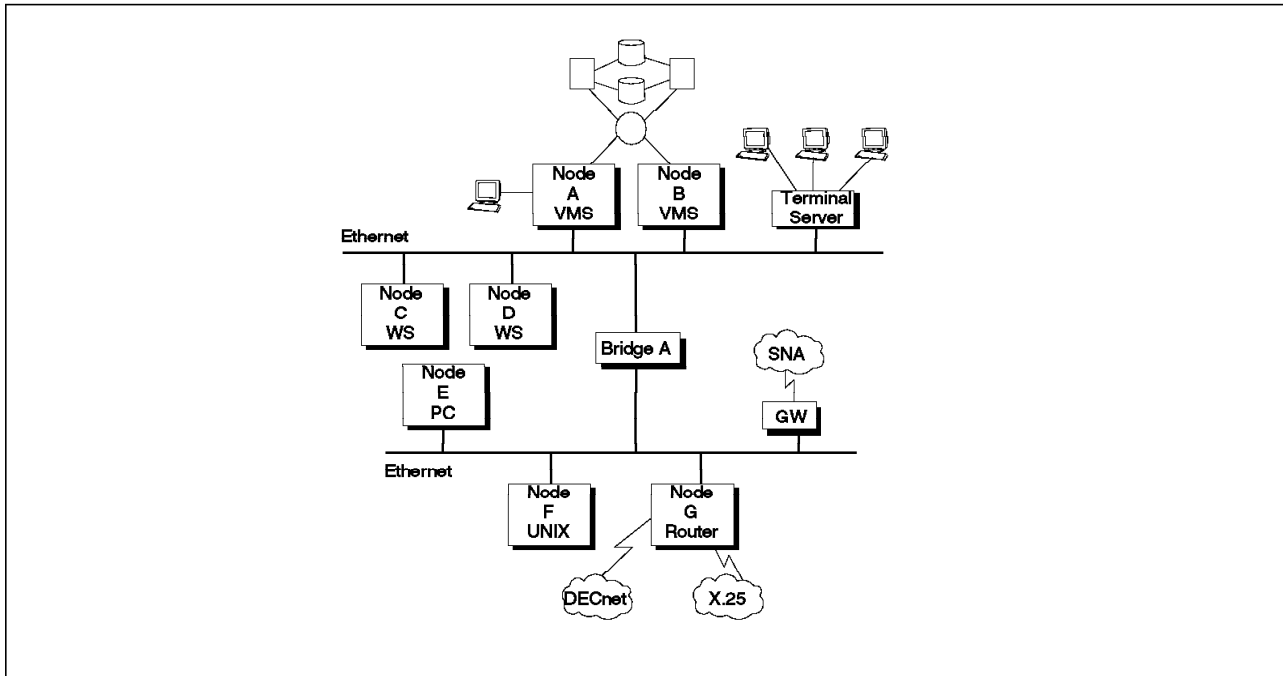 Node
A
VMS
Node
B
VMS
Terminal
Server
Ethernet
Node
C
WS
Node
D
WS
Bridge A
SNA
Node
E
PC
GW
Ethernet
Node
F
UNIX
Node
G
Router
DECnet
X.25